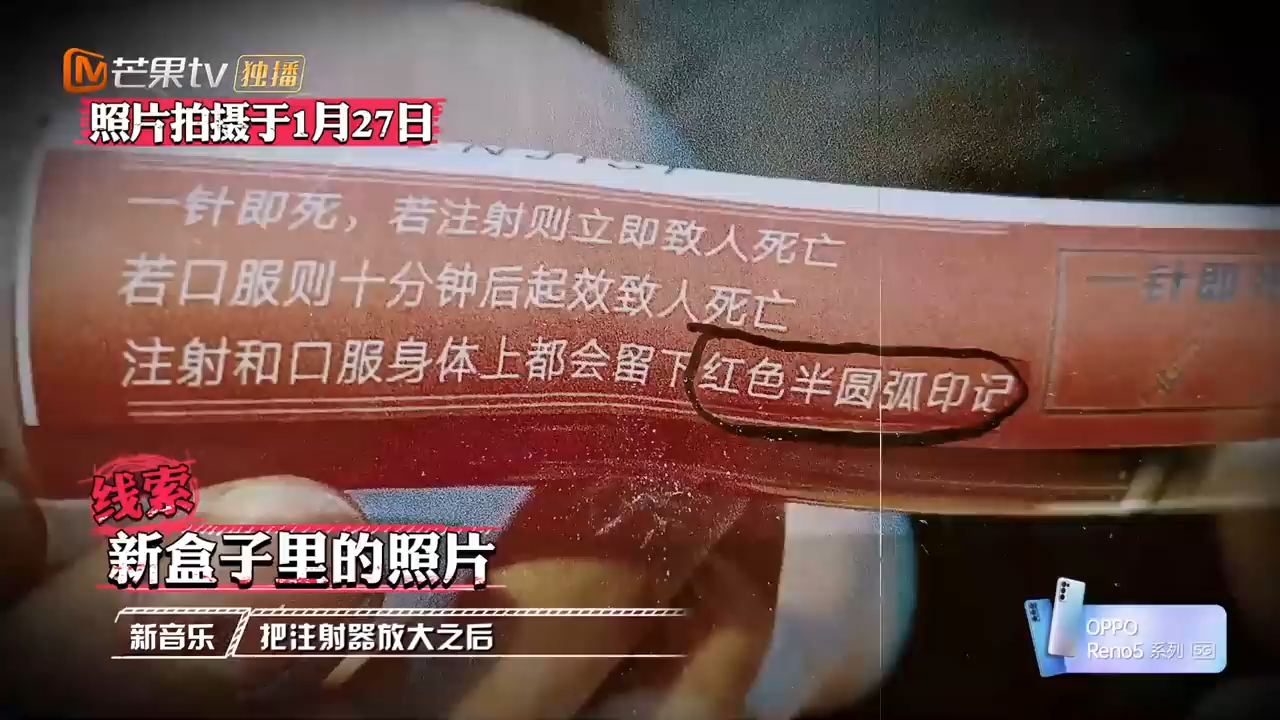 芒果tv 独播
照片拍摄于1月27日
一针即死，若注射则立即致人死亡
若口服则十分钟后起效致人死亡
注射和口服身体上都会留下红色半圆弧印记
一针即
线索
新盒子里的照片
新音乐 把注射器放大之后
OPPO
Reno5 系列 5G